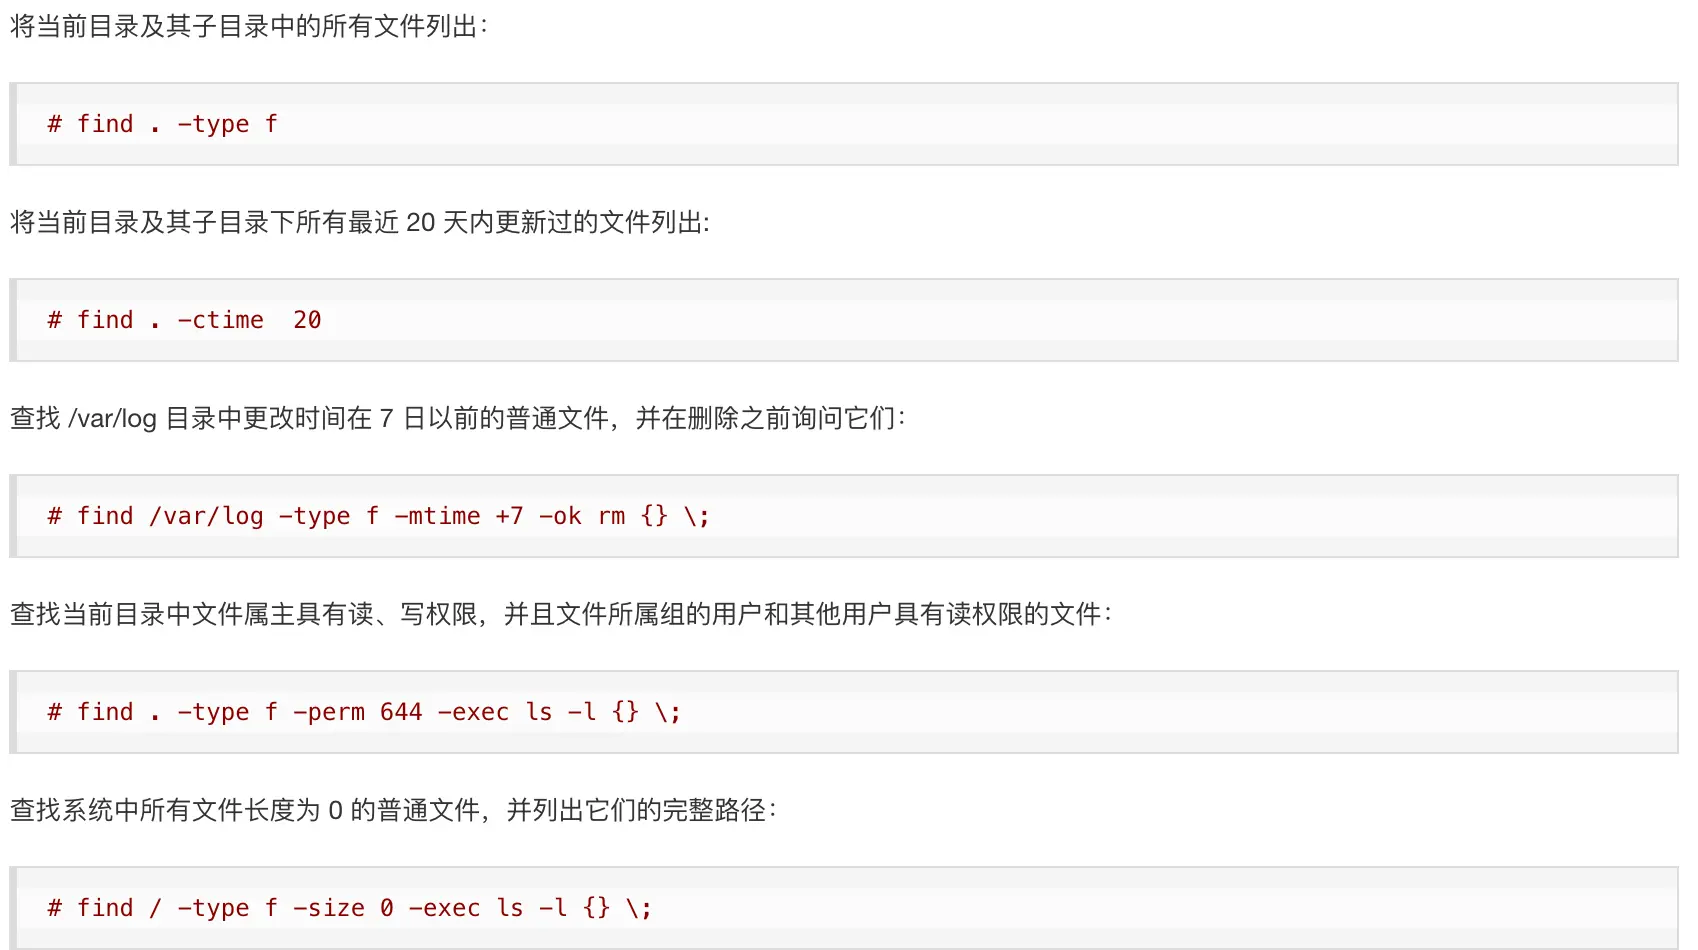 将当前目录及其子目录中的所有文件列出：
# find . -type f
将当前目录及其子目录下所有最近 20 天内更新过的文件列出:
# find . -ctime  20
查找 /var/log 目录中更改时间在 7 日以前的普通文件，并在删除之前询问它们：
# find /var/log -type f -mtime +7 -ok rm {} \;
查找当前目录中文件属主具有读、写权限，并且文件所属组的用户和其他用户具有读权限的文件：
# find . -type f -perm 644 -exec ls -l {} \;
查找系统中所有文件长度为 0 的普通文件，并列出它们的完整路径：
# find / -type f -size 0 -exec ls -l {} \;